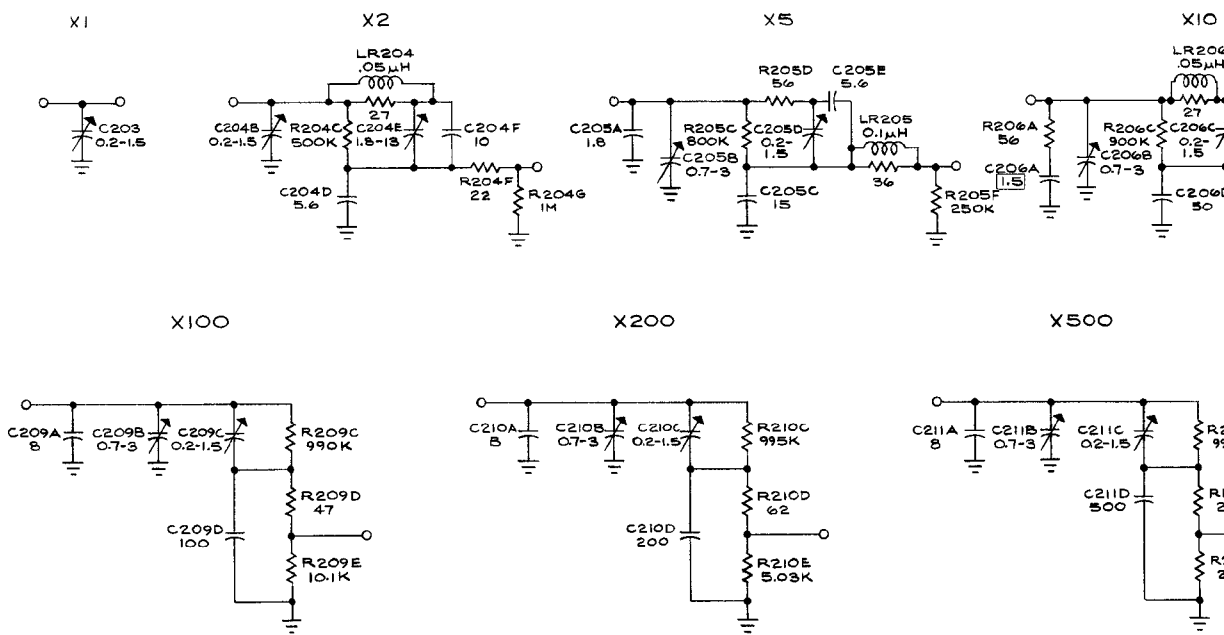 X1
X2
X5
X10
C203
0.2-1.5
LR204
.05μH
27
C204B
0.2-1.5
R204C
500K
C204E
1.8-13
C204F
10
C204D
5.6
R204F
22
R204G
1M
C205A
1.8
C205B
0.7-3
R205C
800K
R205D
56
C205D
0.2-
1.5
C205E
5.6
LR205
0.1μH
36
C205C
15
R205F
250K
LR206
.05μH
27
R206A
56
C206A
1.5
C206B
0.7-3
R206C
900K
C206C
0.2-
1.5
C206D
50
X100
X200
X500
C209A
8
C209B
0.7-3
C209C
0.2-1.5
R209C
990K
R209D
47
C209D
100
R209E
10.1K
C210A
8
C210B
0.7-3
C210C
0.2-1.5
R210C
995K
R210D
62
C210D
200
R210E
5.03K
C211A
8
C211B
0.7-3
C211C
0.2-1.5
C211D
500